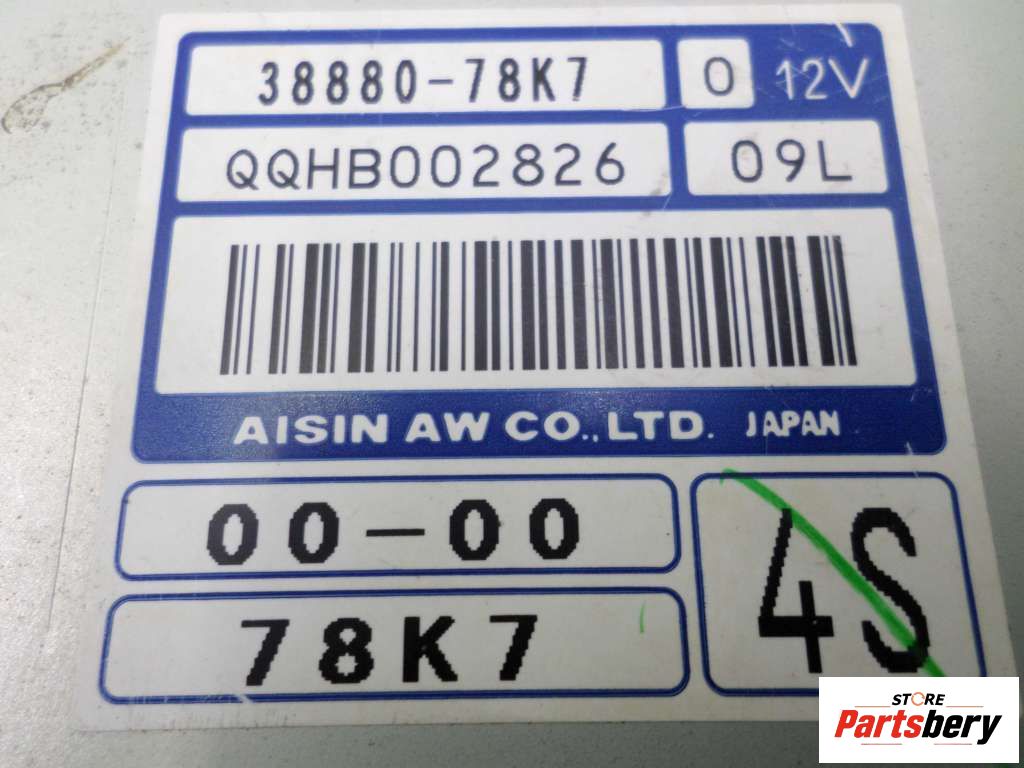 38880-78K7 0 12V
QQHB002826 09L
AISIN AW CO.,LTD. JAPAN
00-00
4S
78K7
STORE
Partsbery